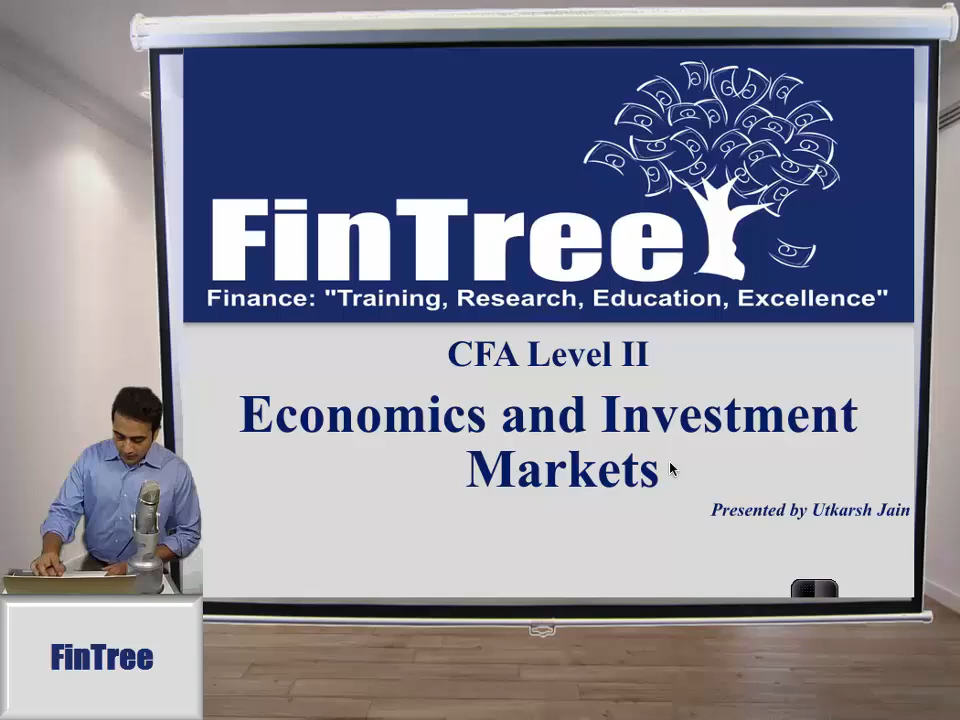 FinTree
Finance: "Training, Research, Education, Excellence"
CFA Level II
Economics and Investment
Markets
Presented by Utkarsh Jain
FinTree